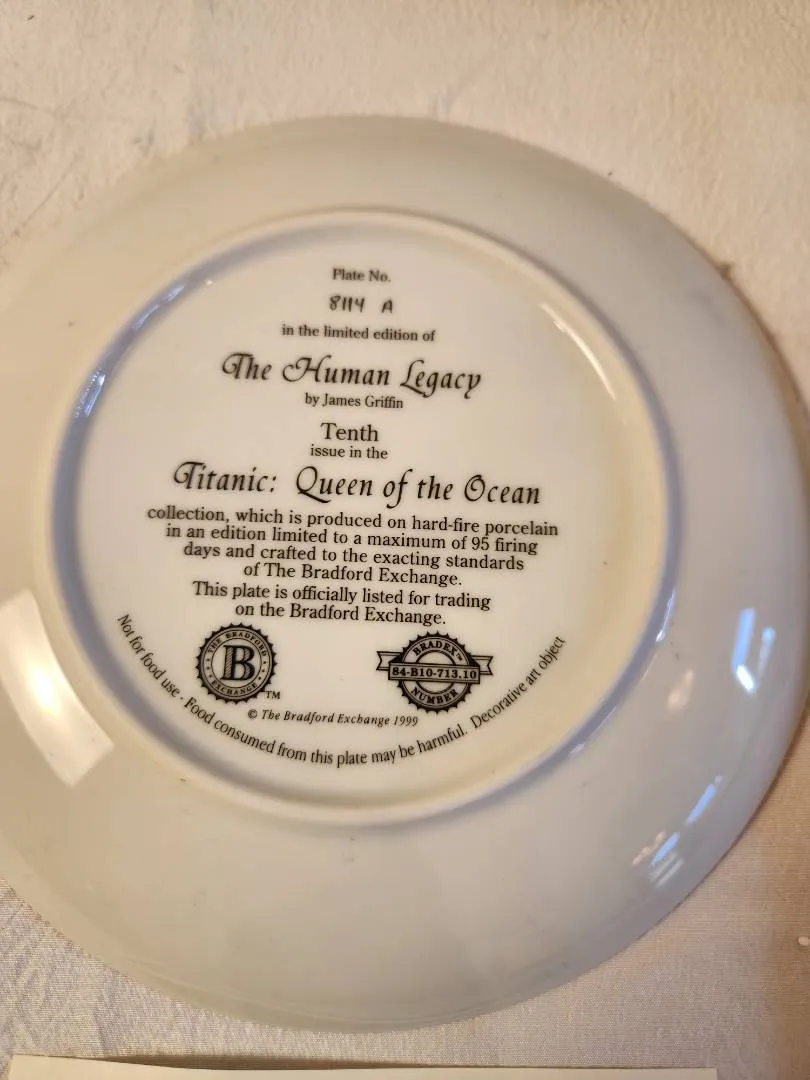 Plate No.
8114 A
in the limited edition of
The Human Legacy
by James Griffin
Tenth
issue in the
Titanic: Queen of the Ocean
collection, which is produced on hard-fire porcelain
in an edition limited to a maximum of 95 firing
days and crafted to the exacting standards
of The Bradford Exchange.
This plate is officially listed for trading
on the Bradford Exchange.
THE BRADFORD
B
EXCHANGE
TM
BRADEX™
84-B10-713.10
NUMBER
© The Bradford Exchange 1999
Not for food use · Food consumed from this plate may be harmful. Decorative art object